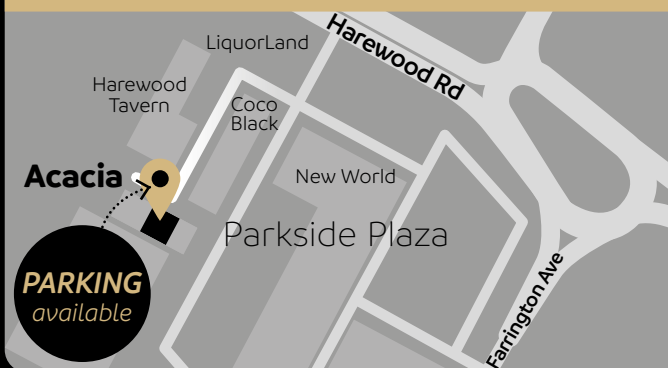 Harewood Rd
LiquorLand
Harewood
Tavern
Coco
Black
Acacia
New World
Parkside Plaza
PARKING
available
Farrington Ave